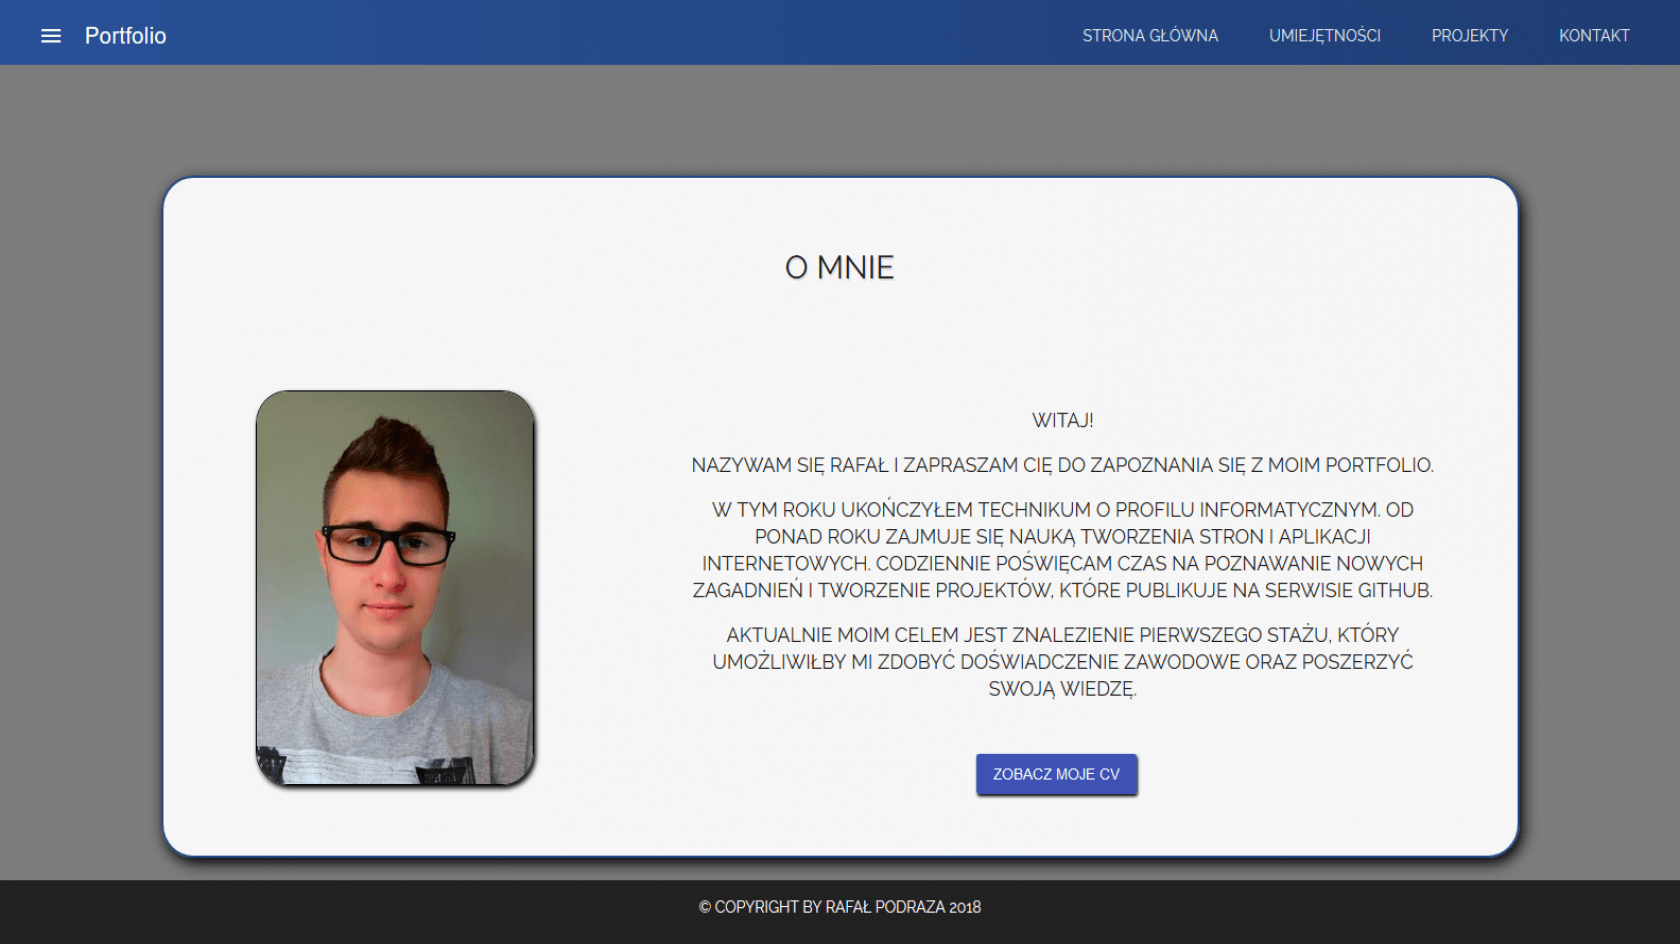 Portfolio
STRONA GŁÓWNA
UMIEJĘTNOŚCI
PROJEKTY
KONTAKT
O MNIE
WITAJ!
NAZYWAM SIĘ RAFAŁ I ZAPRASZAM CIĘ DO ZAPOZNANIA SIĘ Z MOIM PORTFOLIO.
W TYM ROKU UKOŃCZYŁEM TECHNIKUM O PROFILU INFORMATYCZNYM. OD
PONAD ROKU ZAJMUJE SIĘ NAUKĄ TWORZENIA STRON I APLIKACJI
INTERNETOWYCH. CODZIENNIE POŚWIĘCAM CZAS NA POZNAWANIE NOWYCH
ZAGADNIEŃ I TWORZENIE PROJEKTÓW, KTÓRE PUBLIKUJE NA SERWISIE GITHUB.
AKTUALNIE MOIM CELEM JEST ZNALEZIENIE PIERWSZEGO STAŻU, KTÓRY
UMOŻLIWIŁBY MI ZDOBYĆ DOŚWIADCZENIE ZAWODOWE ORAZ POSZERZYĆ
SWOJĄ WIEDZĘ.
ZOBACZ MOJE CV
© COPYRIGHT BY RAFAŁ PODRAZA 2018